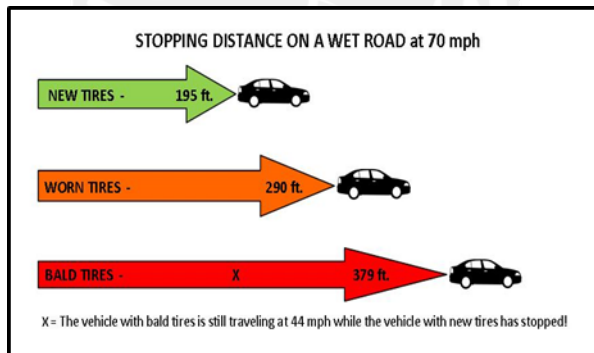 STOPPING DISTANCE ON A WET ROAD at 70 mph
NEW TIRES - 195 ft.
WORN TIRES - 290 ft.
BALD TIRES - X 379 ft.
X = The vehicle with bald tires is still traveling at 44 mph while the vehicle with new tires has stopped!